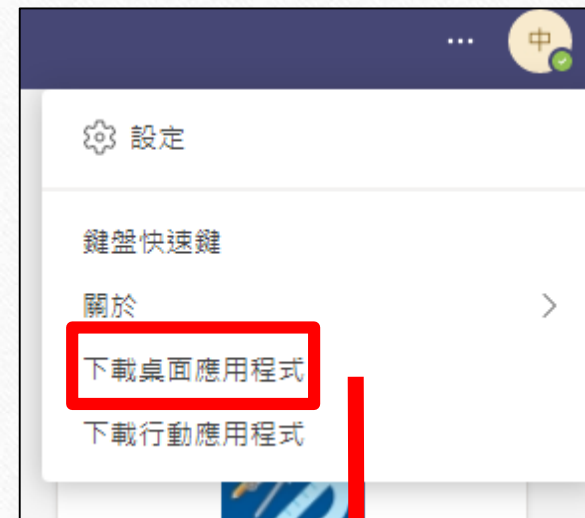 中
設定
鍵盤快速鍵
關於
下載桌面應用程式
下載行動應用程式